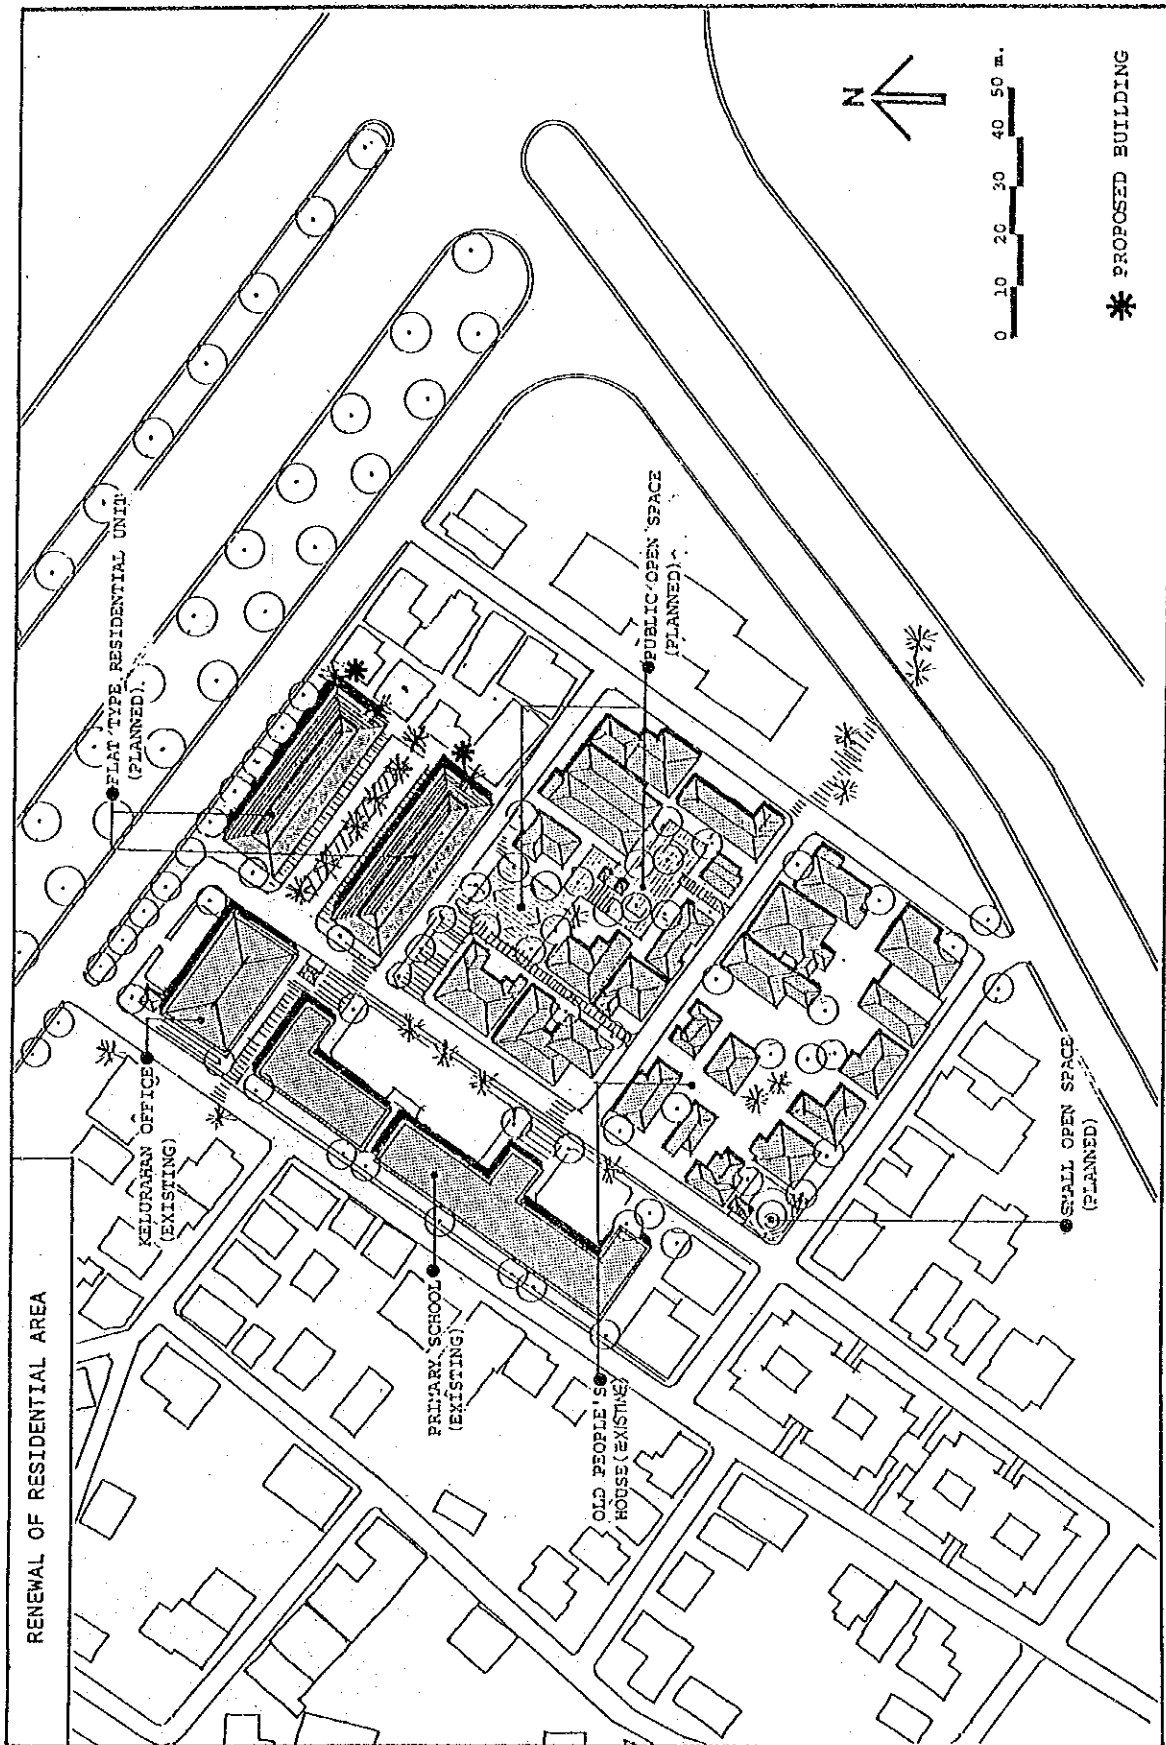 RENEWAL OF RESIDENTIAL AREA
FLAT TYPE RESIDENTIAL UNIT
(PLANNED)
KELURAHAN OFFICE
(EXISTING)
PRIMARY SCHOOL
(EXISTING)
OLD PEOPLE'S
HOUSE (EXISTING)
PUBLIC OPEN SPACE
(PLANNED)
SMALL OPEN SPACE
(PLANNED)
N
0 10 20 30 40 50 m.
PROPOSED BUILDING